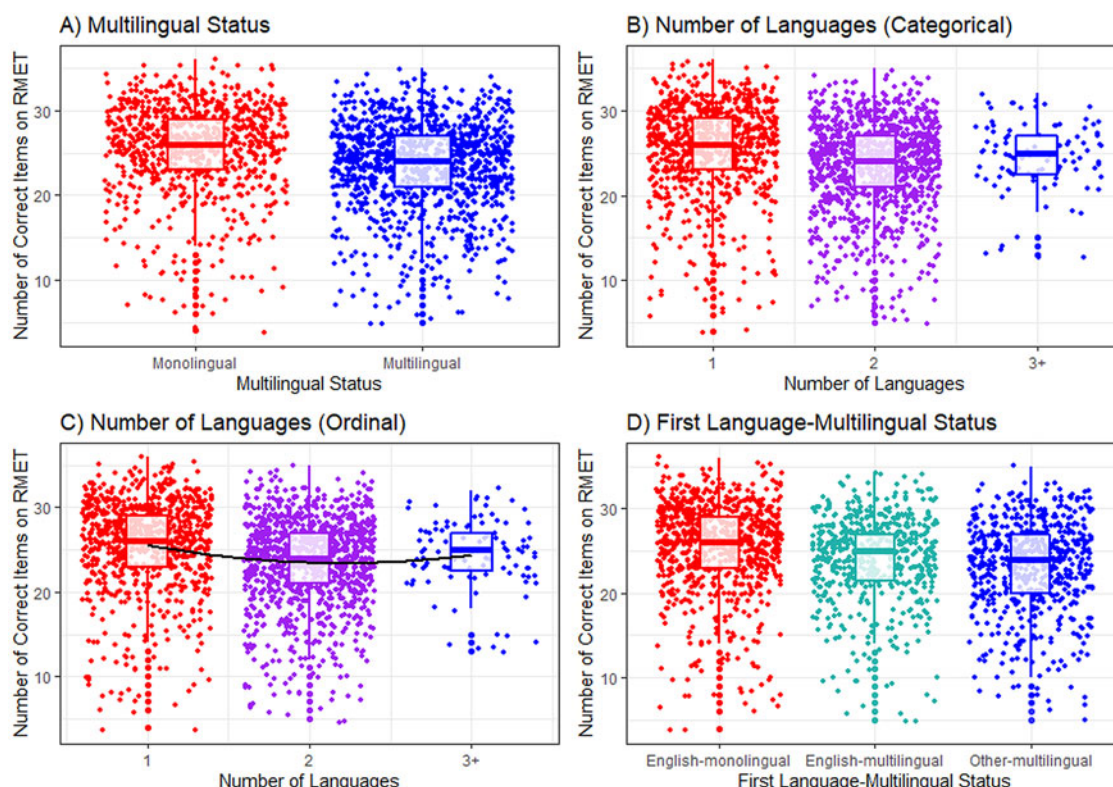 A) Multilingual Status
Number of Correct Items on RMET
30
20
10
Monolingual
Multilingual
Multilingual Status
B) Number of Languages (Categorical)
Number of Correct Items on RMET
30
20
10
1
2
3+
Number of Languages
C) Number of Languages (Ordinal)
Number of Correct Items on RMET
30
20
10
1
2
3+
Number of Languages
D) First Language-Multilingual Status
Number of Correct Items on RMET
30
20
10
English-monolingual
English-multilingual
Other-multilingual
First Language-Multilingual Status